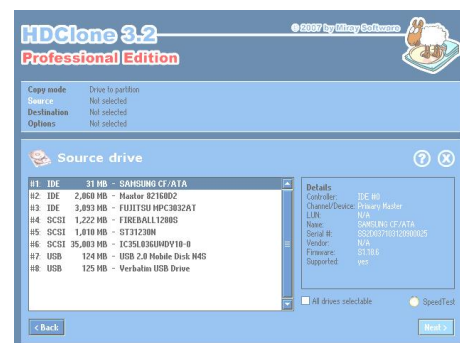 HDClone 3.2
© 2007 by Miray Software
Professional Edition
Copy mode Drive to partition
Source Not selected
Destination Not selected
Options Not selected
Source drive
? X
#1: IDE 31 MB - SAMSUNG CF/ATA
#2: IDE 2,060 MB - Maxtor 82160D2
#3: IDE 3,093 MB - FUJITSU MPC3032AT
#4: SCSI 1,222 MB - FIREBALL1280S
#5: SCSI 1,010 MB - ST31230N
#6: SCSI 35,003 MB - IC35L036UWDY10-0
#7: USB 124 MB - USB 2.0 Mobile Disk N4S
#8: USB 125 MB - Verbatim USB Drive
Details
Controller: IDE #0
Channel/Device: Primary Master
LUN: N/A
Name: SAMSUNG CF/ATA
Serial #:
Vendor: N/A
Firmware:
Supported: yes
All drives selectable
SpeedTest
< Back
Next >